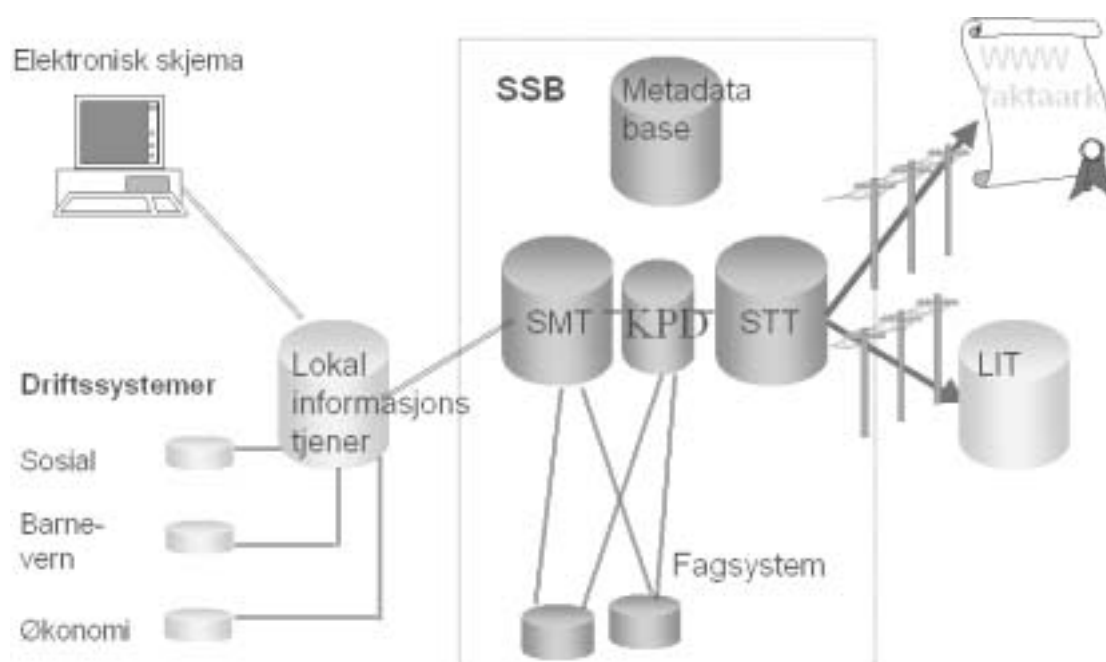 Elektronisk skjema
SSB
Metadata
base
WWW
faktaark
SMT
KPD
STT
Lokal
informasjons
tjener
LIT
Driftssystemer
Sosial
Barne-
vern
Økonomi
Fagsystem